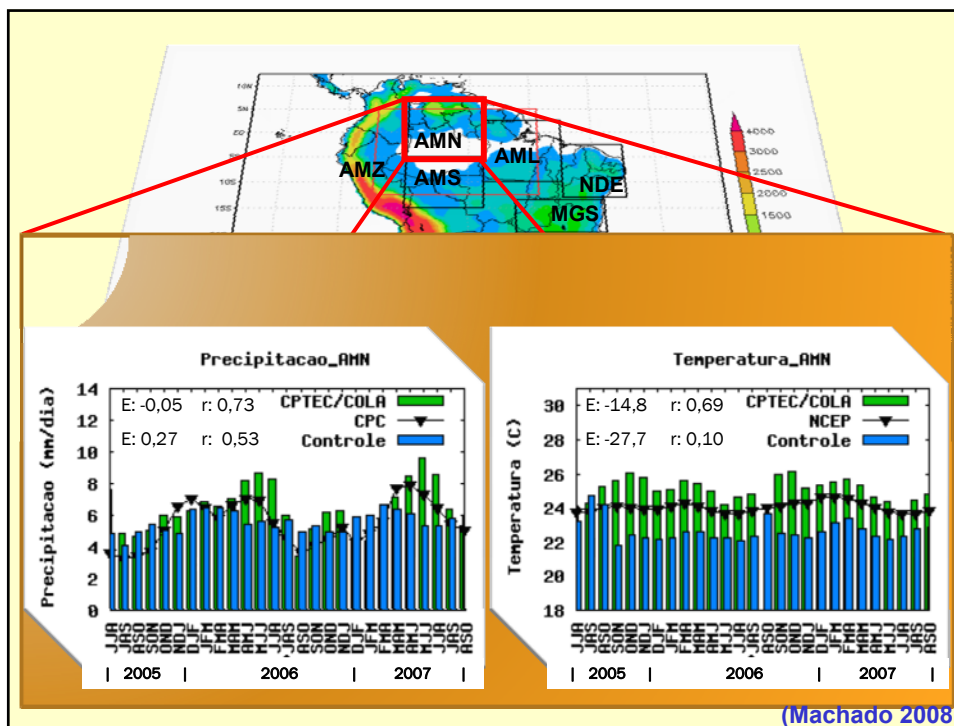 10N
5N
5S
10S
15S
AMN
AMZ
AMS
AML
NDE
MGS
4000
3000
2000
1500
Precipitacao_AMN
Precipitacao (mm/dia)
14
12
10
8
6
4
2
0
E: -0,05 r: 0,73
E: 0,27 r: 0,53
CPTEC/COLA
CPC
Controle
JJA JAS ASO SON OND NDJ DJF JFM FMA MAM AMJ MJJ JJA JAS ASO SON OND NDJ DJF JFM FMA MAM AMJ MJJ JJA JAS ASO
| 2005 | 2006 | 2007 |
Temperatura_AMN
Temperatura (C)
30
28
26
24
22
20
18
E: -14,8 r: 0,69
E: -27,7 r: 0,10
CPTEC/COLA
NCEP
Controle
JJA JAS ASO SON OND NDJ DJF JFM FMA MAM AMJ MJJ JJA JAS ASO SON OND NDJ DJF JFM FMA MAM AMJ MJJ JJA JAS ASO
| 2005 | 2006 | 2007 |
(Machado 2008